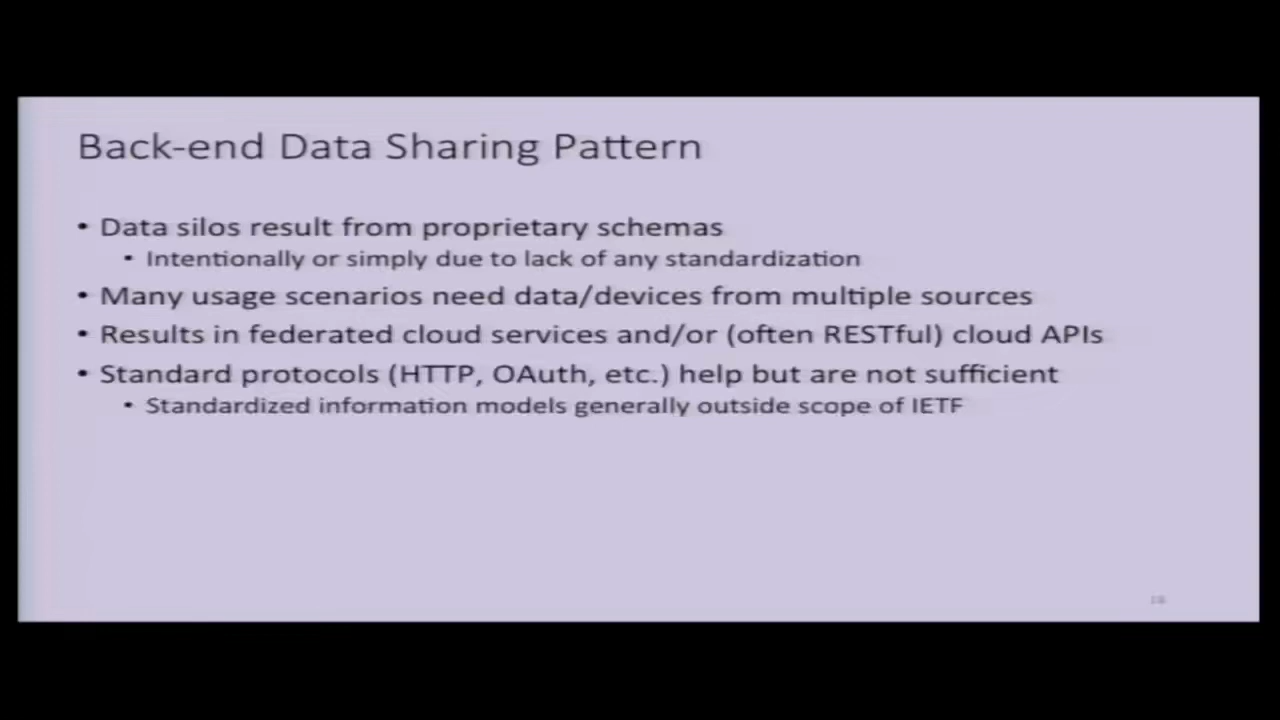 Back-end Data Sharing Pattern
• Data silos result from proprietary schemas
• Intentionally or simply due to lack of any standardization
• Many usage scenarios need data/devices from multiple sources
• Results in federated cloud services and/or (often RESTful) cloud APIs
• Standard protocols (HTTP, OAuth, etc.) help but are not sufficient
• Standardized information models generally outside scope of IETF